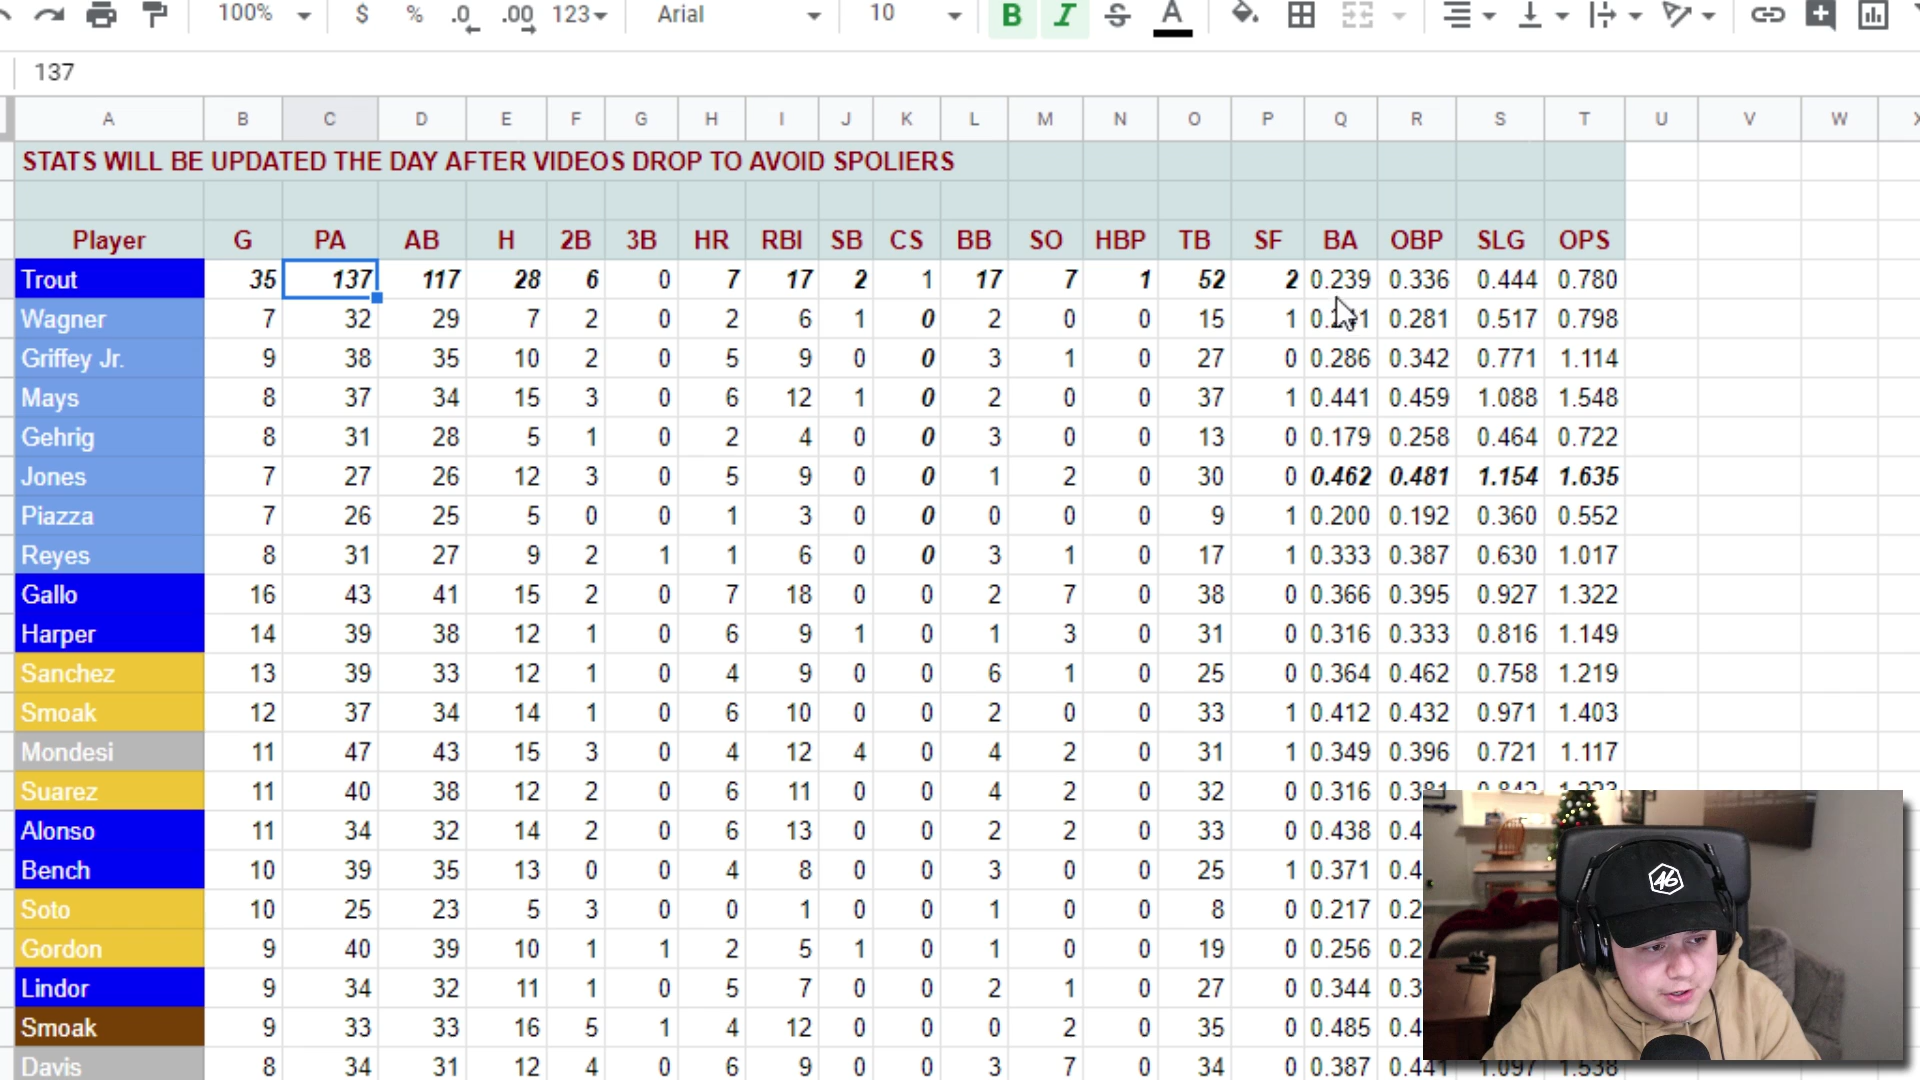 100% $ % .0 .00 123 Arial 10 B I S A
137
A B C D E F G H I J K L M N O P Q R S T U V W
STATS WILL BE UPDATED THE DAY AFTER VIDEOS DROP TO AVOID SPOLIERS
Player G PA AB H 2B 3B HR RBI SB CS BB SO HBP TB SF BA OBP SLG OPS
Trout 35 137 117 28 6 0 7 17 2 1 17 7 1 52 2 0.239 0.336 0.444 0.780
Wagner 7 32 29 7 2 0 2 6 1 0 2 0 0 15 1 0.281 0.517 0.798
Griffey Jr. 9 38 35 10 2 0 5 9 0 0 3 1 0 27 0 0.286 0.342 0.771 1.114
Mays 8 37 34 15 3 0 6 12 1 0 2 0 0 37 1 0.441 0.459 1.088 1.548
Gehrig 8 31 28 5 1 0 2 4 0 0 3 0 0 13 0 0.179 0.258 0.464 0.722
Jones 7 27 26 12 3 0 5 9 0 0 1 2 0 30 0 0.462 0.481 1.154 1.635
Piazza 7 26 25 5 0 0 1 3 0 0 0 0 0 9 1 0.200 0.192 0.360 0.552
Reyes 8 31 27 9 2 1 1 6 0 0 3 1 0 17 1 0.333 0.387 0.630 1.017
Gallo 16 43 41 15 2 0 7 18 0 0 2 7 0 38 0 0.366 0.395 0.927 1.322
Harper 14 39 38 12 1 0 6 9 1 0 1 3 0 31 0 0.316 0.333 0.816 1.149
Sanchez 13 39 33 12 1 0 4 9 0 0 6 1 0 25 0 0.364 0.462 0.758 1.219
Smoak 12 37 34 14 1 0 6 10 0 0 2 0 0 33 1 0.412 0.432 0.971 1.403
Mondesi 11 47 43 15 3 0 4 12 4 0 4 2 0 31 1 0.349 0.396 0.721 1.117
Suarez 11 40 38 12 2 0 6 11 0 0 4 2 0 32 0 0.316
Alonso 11 34 32 14 2 0 6 13 0 0 2 2 0 33 0 0.438 0.4
Bench 10 39 35 13 0 0 4 8 0 0 3 0 0 25 1 0.371 0.4
Soto 10 25 23 5 3 0 0 1 0 0 1 0 0 8 0 0.217 0.2
Gordon 9 40 39 10 1 1 2 5 1 0 1 0 0 19 0 0.256 0.2
Lindor 9 34 32 11 1 0 5 7 0 0 2 1 0 27 0 0.344 0.3
Smoak 9 33 33 16 5 1 4 12 0 0 0 2 0 35 0 0.485 0.4
Davis 8 34 31 12 4 0 6 9 0 0 3 7 0 34 0 0.387 0.441 1.097 1.538
46